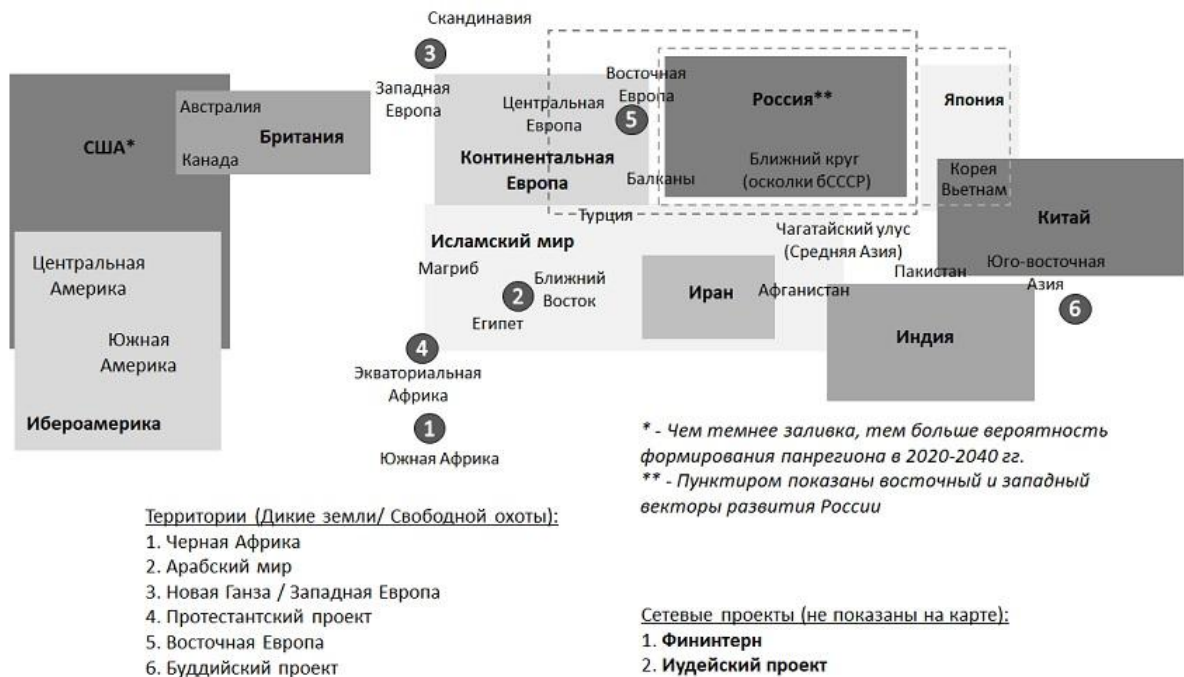 Скандинавия
3
Западная
Европа
США*
Австралия
Британия
Канада
Центральная
Америка
Южная
Америка
Ибероамерика
Центральная
Европа
Восточная
Европа
5
Континентальная
Европа
Балканы
Россия**
Ближний круг
(осколки бСССР)
Япония
Корея
Вьетнам
Китай
Турция
Исламский мир
Магриб
2
Ближний
Восток
Египет
Иран
Афганистан
Чагатайский улус
(Средняя Азия)
Пакистан
Юго-восточная
Азия
6
Индия
4
Экваториальная
Африка
1
Южная Африка
* - Чем темнее заливка, тем больше вероятность
формирования панрегиона в 2020-2040 гг.
** - Пунктиром показаны восточный и западный
векторы развития России
Территории (Дикие земли/ Свободной охоты):
1. Черная Африка
2. Арабский мир
3. Новая Ганза / Западная Европа
4. Протестантский проект
5. Восточная Европа
6. Буддийский проект
Сетевые проекты (не показаны на карте):
1. Фининтерн
2. Иудейский проект